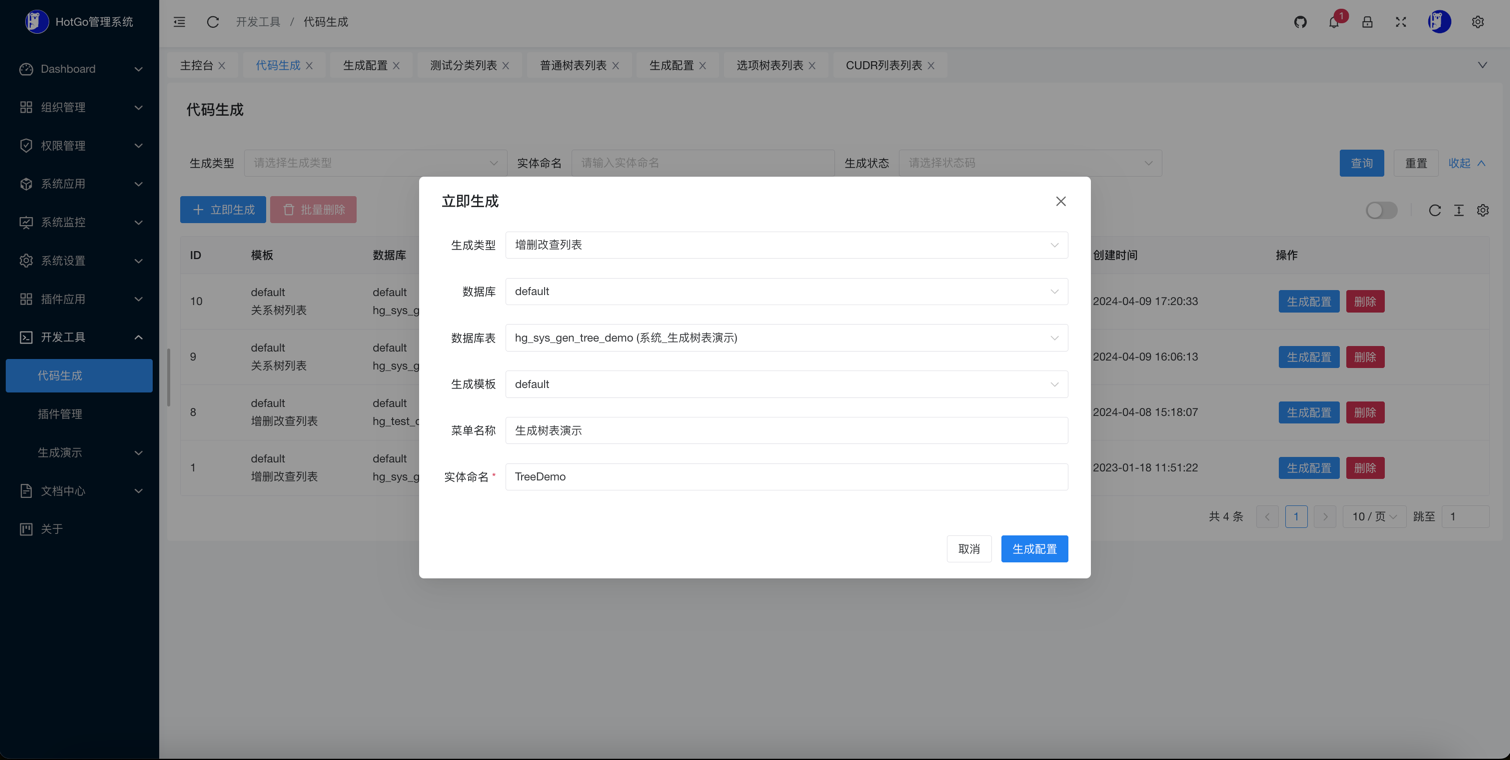 HotGo管理系统
开发工具 / 代码生成
1
Dashboard
组织管理
权限管理
系统应用
系统监控
系统设置
插件应用
开发工具
代码生成
插件管理
生成演示
文档中心
关于
主控台 代码生成 生成配置 测试分类列表 普通树表列表 生成配置 选项树表列表 CUDR列表列表
代码生成
生成类型 请选择生成类型 实体命名 请输入实体命名 生成状态 请选择状态码 查询 重置 收起
立即生成 批量删除
ID 模板 数据库 创建时间 操作
10 default 关系树列表 default hg_sys_g 2024-04-09 17:20:33 生成配置 删除
9 default 关系树列表 default hg_sys_g 2024-04-09 16:06:13 生成配置 删除
8 default 增删改查列表 default hg_test_c 2024-04-08 15:18:07 生成配置 删除
1 default 增删改查列表 default hg_sys_g 2023-01-18 11:51:22 生成配置 删除
共 4 条 1 10 / 页 跳至 1
立即生成
生成类型 增删改查列表
数据库 default
数据库表 hg_sys_gen_tree_demo (系统_生成树表演示)
生成模板 default
菜单名称 生成树表演示
实体命名 * TreeDemo
取消 生成配置